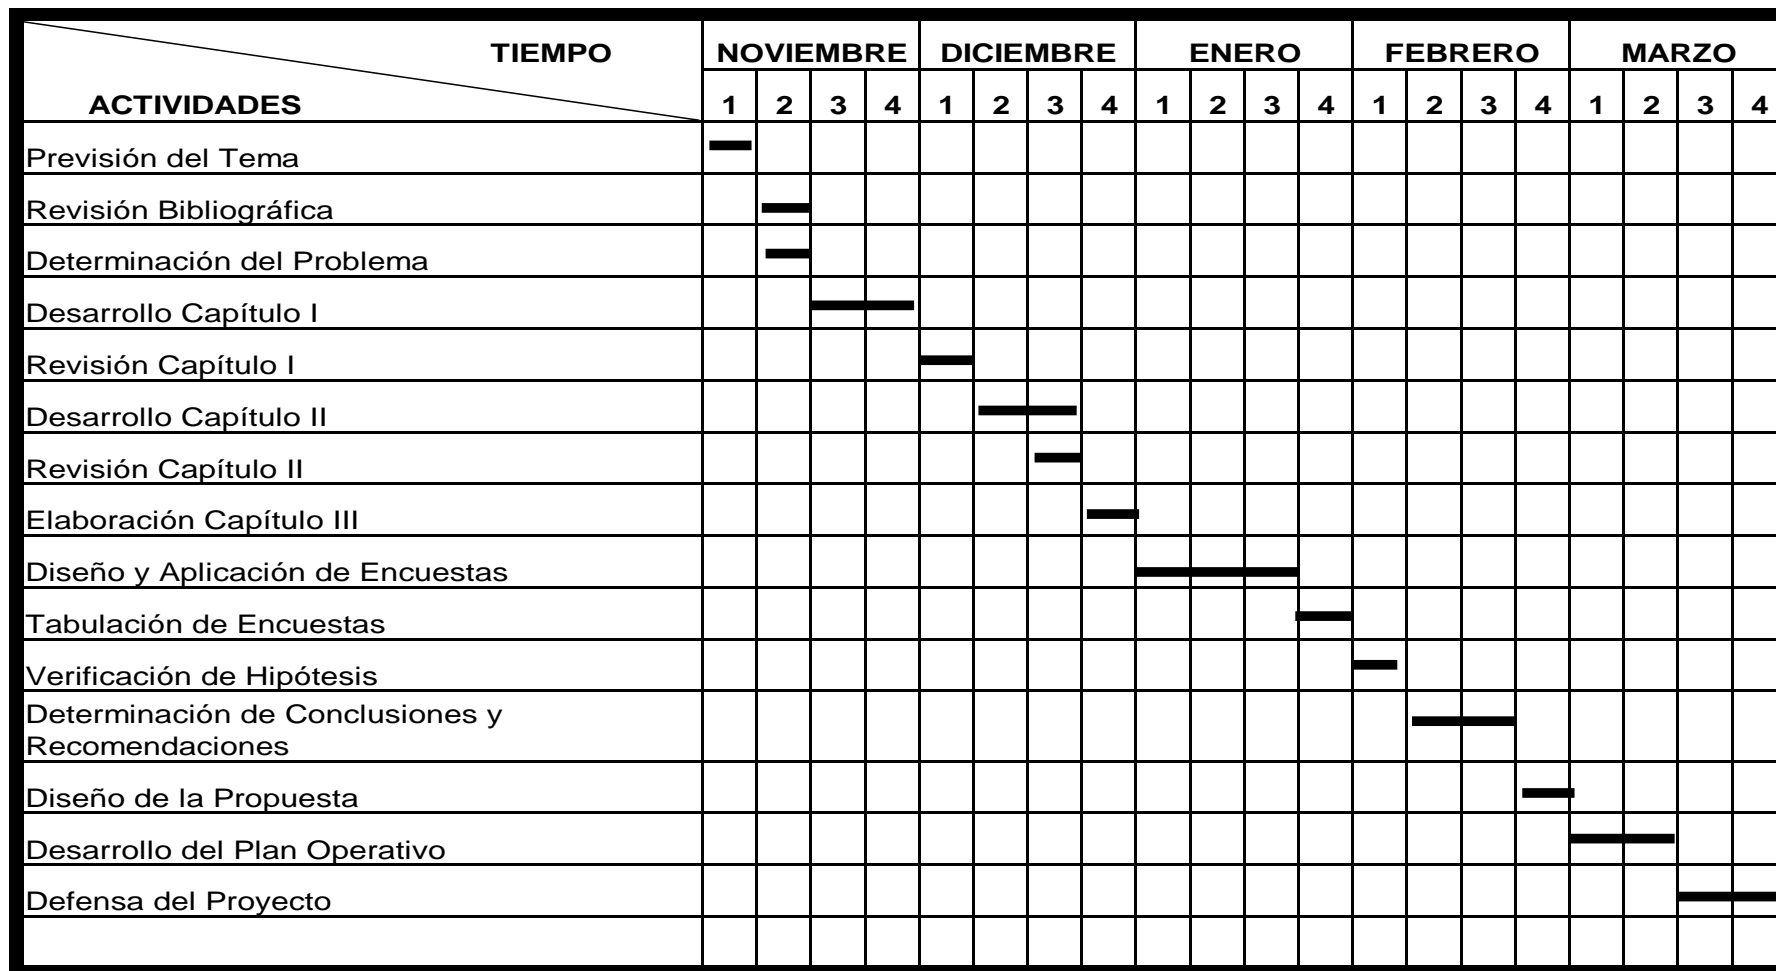 TIEMPO NOVIEMBRE DICIEMBRE ENERO FEBRERO MARZO
ACTIVIDADES 1 2 3 4 1 2 3 4 1 2 3 4 1 2 3 4 1 2 3 4
Previsión del Tema
Revisión Bibliográfica
Determinación del Problema
Desarrollo Capítulo I
Revisión Capítulo I
Desarrollo Capítulo II
Revisión Capítulo II
Elaboración Capítulo III
Diseño y Aplicación de Encuestas
Tabulación de Encuestas
Verificación de Hipótesis
Determinación de Conclusiones y
Recomendaciones
Diseño de la Propuesta
Desarrollo del Plan Operativo
Defensa del Proyecto